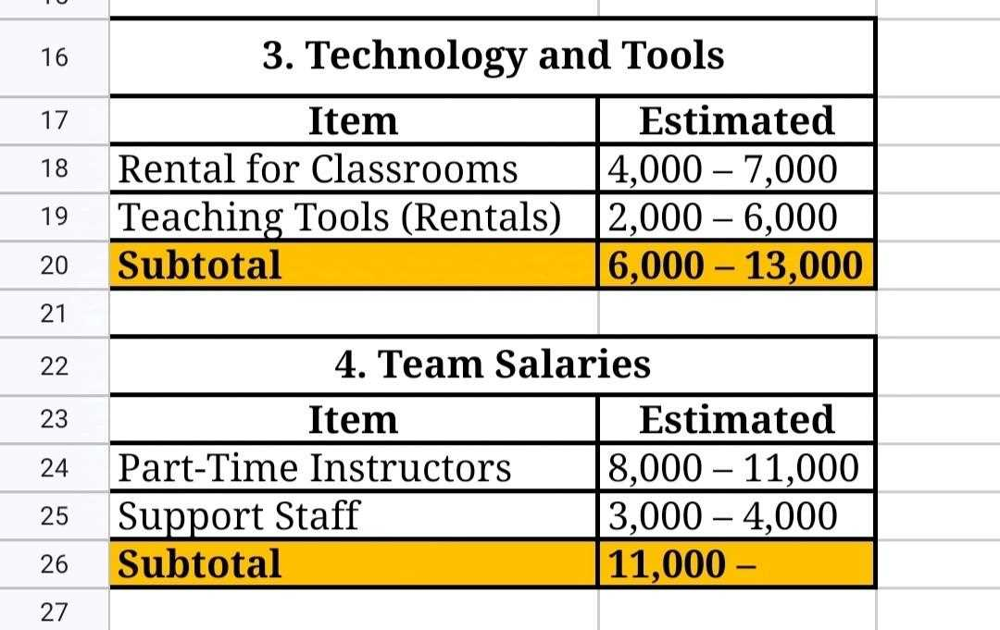 16 3. Technology and Tools
17 Item Estimated
18 Rental for Classrooms 4,000 – 7,000
19 Teaching Tools (Rentals) 2,000 – 6,000
20 Subtotal 6,000 – 13,000
21
22 4. Team Salaries
23 Item Estimated
24 Part-Time Instructors 8,000 – 11,000
25 Support Staff 3,000 – 4,000
26 Subtotal 11,000 –
27